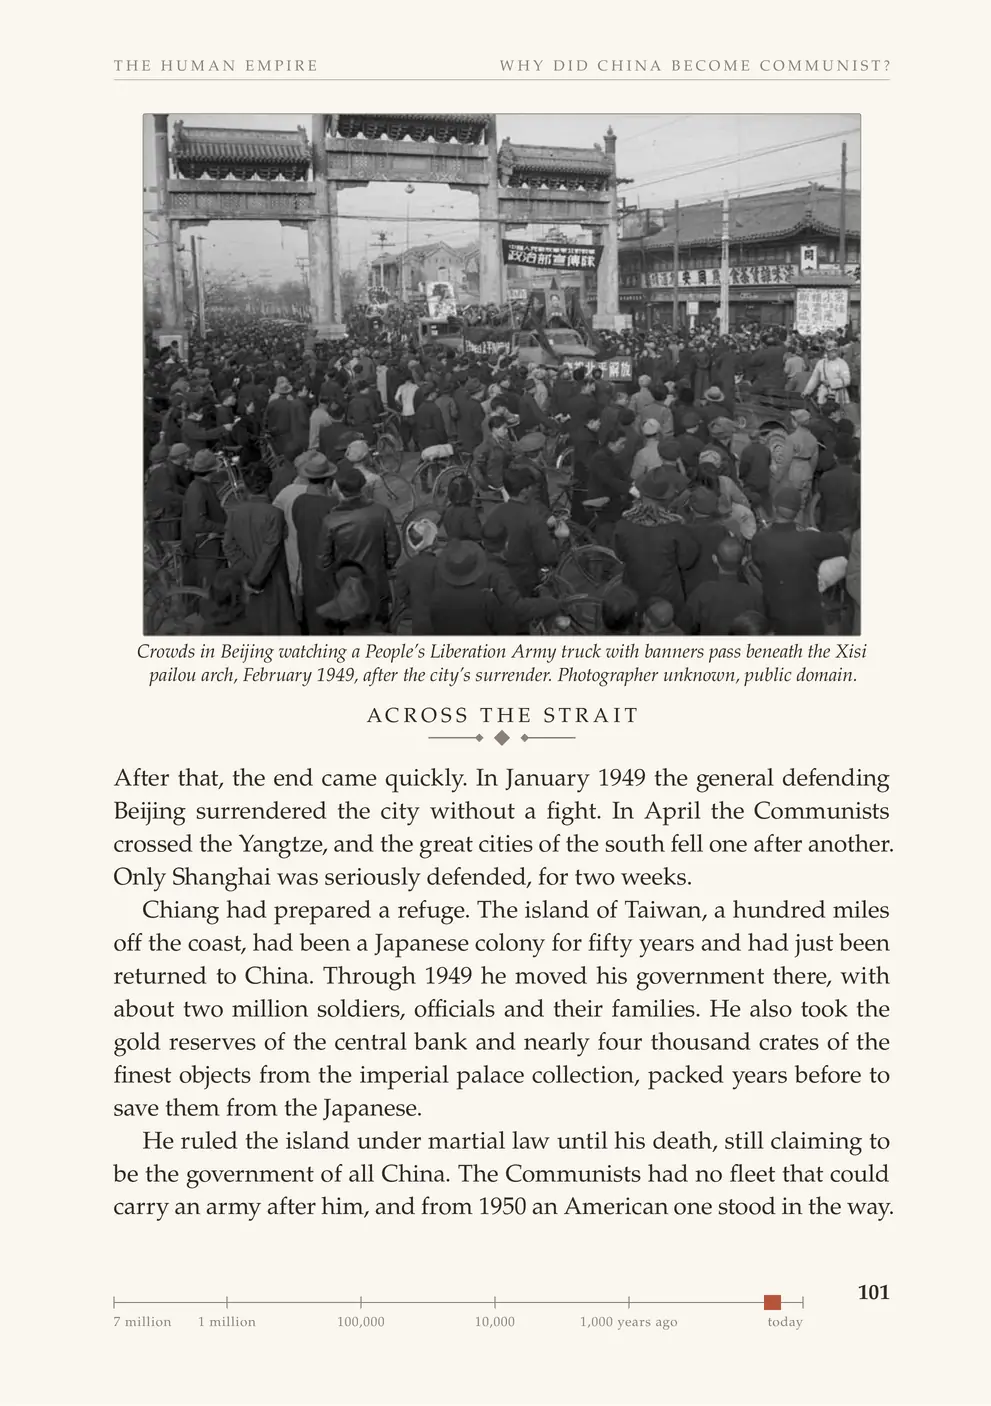 THE HUMAN EMPIRE
WHY DID CHINA BECOME COMMUNIST?
政治部宣傳隊
解放
Crowds in Beijing watching a People’s Liberation Army truck with banners pass beneath the Xisi
pailou arch, February 1949, after the city’s surrender. Photographer unknown, public domain.
ACROSS THE STRAIT
After that, the end came quickly. In January 1949 the general defending
Beijing surrendered the city without a fight. In April the Communists
crossed the Yangtze, and the great cities of the south fell one after another.
Only Shanghai was seriously defended, for two weeks.
Chiang had prepared a refuge. The island of Taiwan, a hundred miles
off the coast, had been a Japanese colony for fifty years and had just been
returned to China. Through 1949 he moved his government there, with
about two million soldiers, officials and their families. He also took the
gold reserves of the central bank and nearly four thousand crates of the
finest objects from the imperial palace collection, packed years before to
save them from the Japanese.
He ruled the island under martial law until his death, still claiming to
be the government of all China. The Communists had no fleet that could
carry an army after him, and from 1950 an American one stood in the way.
101
7 million
1 million
100,000
10,000
1,000 years ago
today